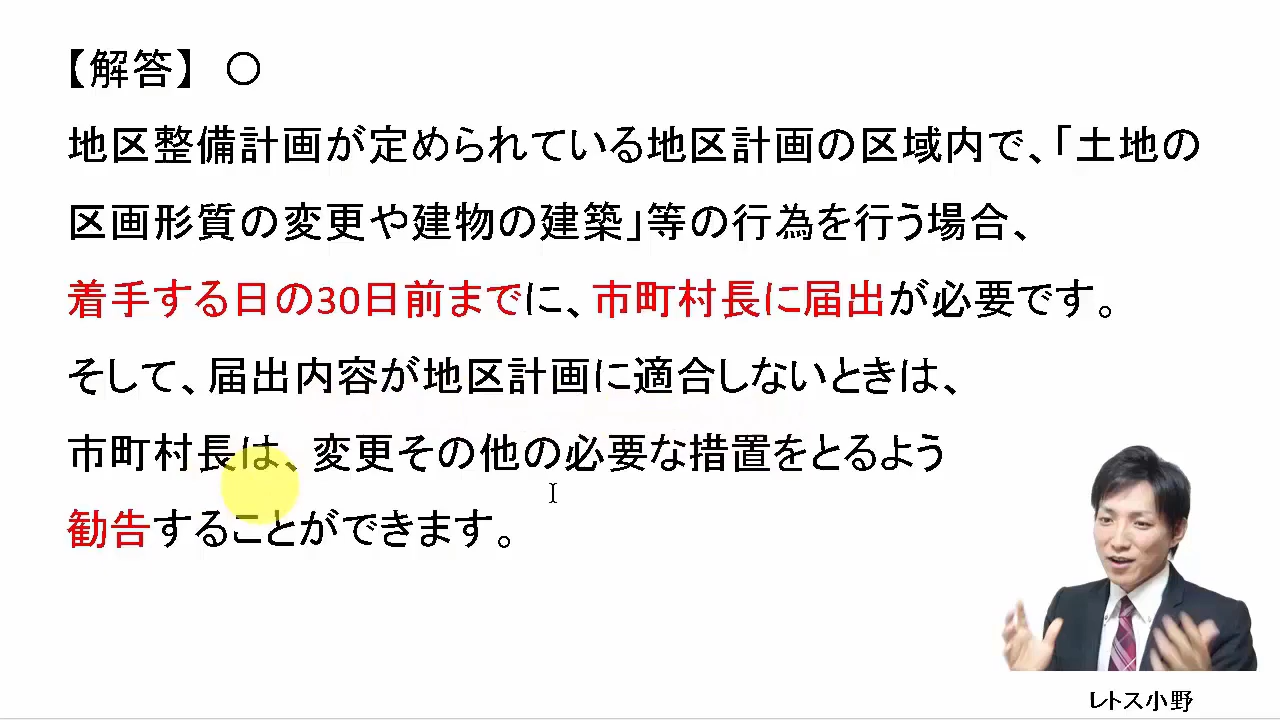 【解答】 〇
地区整備計画が定められている地区計画の区域内で、「土地の
区画形質の変更や建物の建築」等の行為を行う場合、
着手する日の30日前までに、市町村長に届出が必要です。
そして、届出内容が地区計画に適合しないときは、
市町村長は、変更その他の必要な措置をとるよう
勧告することができます。
レトス小野